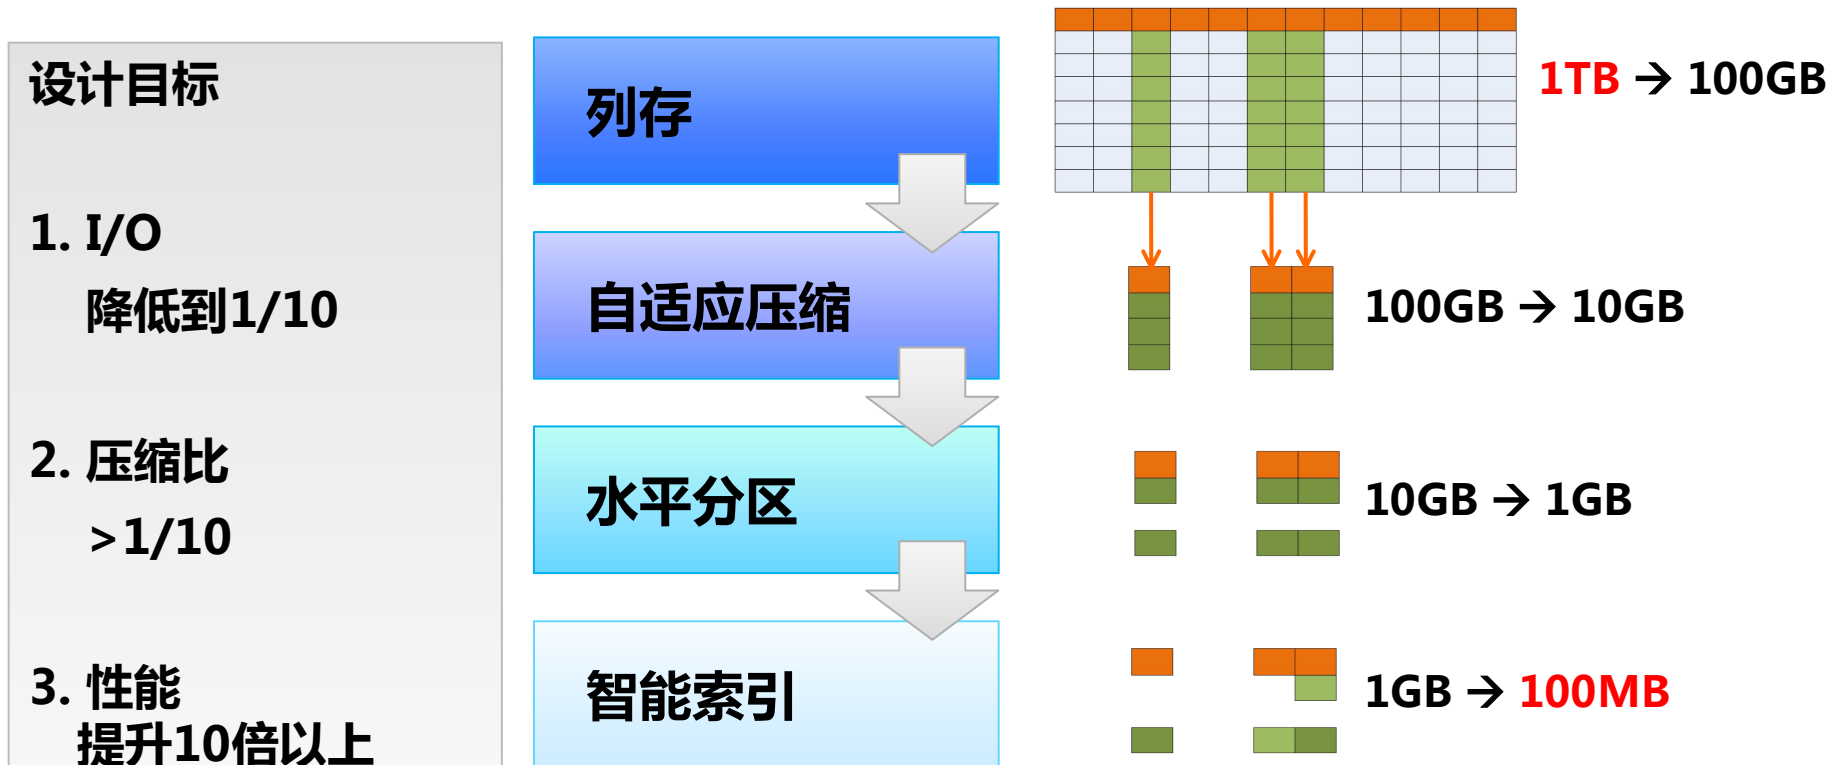 设计目标
1. I/O
降低到1/10
2. 压缩比
>1/10
3. 性能
提升10倍以上
列存
自适应压缩
水平分区
智能索引
1TB → 100GB
100GB → 10GB
10GB → 1GB
1GB → 100MB